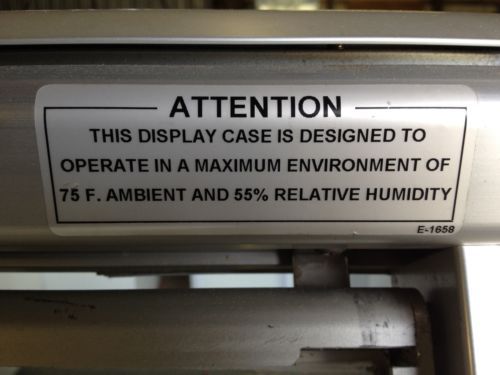 ATTENTION
THIS DISPLAY CASE IS DESIGNED TO
OPERATE IN A MAXIMUM ENVIRONMENT OF
75 F. AMBIENT AND 55% RELATIVE HUMIDITY
E-1658